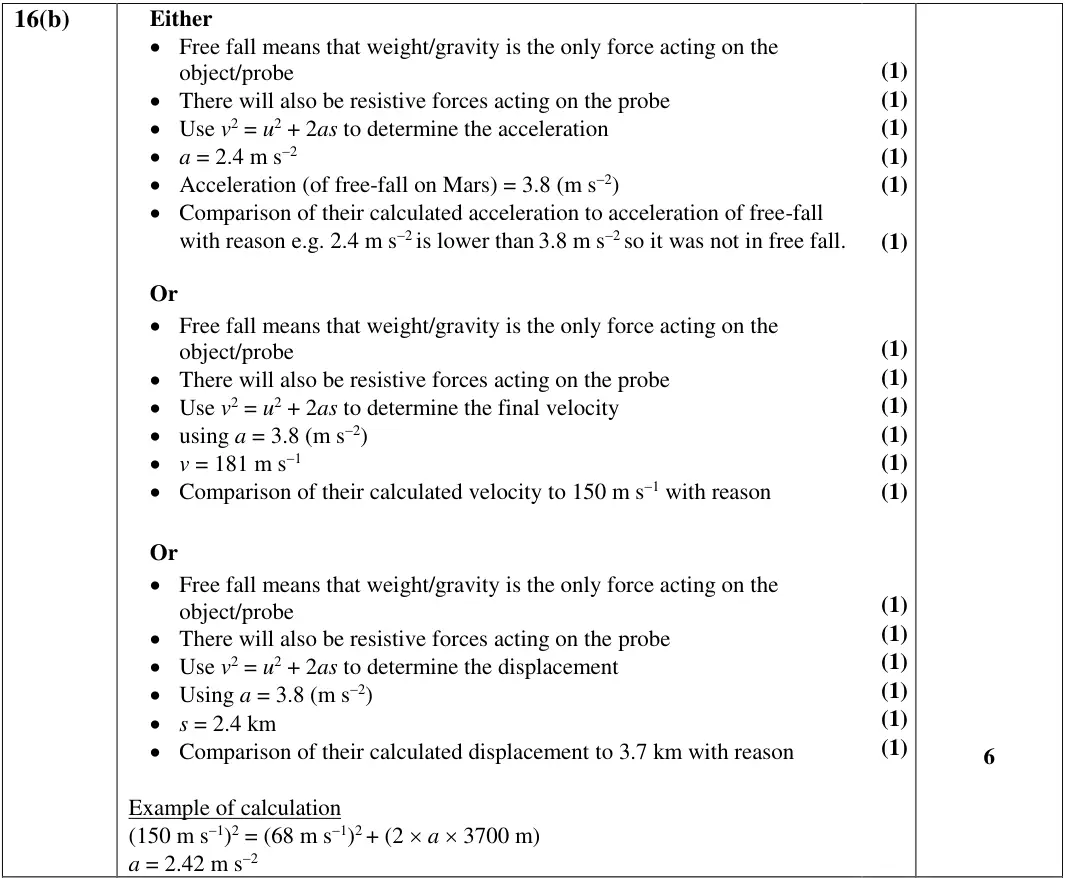 16(b)
Either
• Free fall means that weight/gravity is the only force acting on the
object/probe (1)
• There will also be resistive forces acting on the probe (1)
• Use v² = u² + 2as to determine the acceleration (1)
• a = 2.4 m s⁻² (1)
• Acceleration (of free-fall on Mars) = 3.8 (m s⁻²) (1)
• Comparison of their calculated acceleration to acceleration of free-fall
with reason e.g. 2.4 m s⁻² is lower than 3.8 m s⁻² so it was not in free fall. (1)
Or
• Free fall means that weight/gravity is the only force acting on the
object/probe (1)
• There will also be resistive forces acting on the probe (1)
• Use v² = u² + 2as to determine the final velocity (1)
• using a = 3.8 (m s⁻²) (1)
• v = 181 m s⁻¹ (1)
• Comparison of their calculated velocity to 150 m s⁻¹ with reason (1)
Or
• Free fall means that weight/gravity is the only force acting on the
object/probe (1)
• There will also be resistive forces acting on the probe (1)
• Use v² = u² + 2as to determine the displacement (1)
• Using a = 3.8 (m s⁻²) (1)
• s = 2.4 km (1)
• Comparison of their calculated displacement to 3.7 km with reason (1)
6
Example of calculation
(150 m s⁻¹)² = (68 m s⁻¹)² + (2 × a × 3700 m)
a = 2.42 m s⁻²